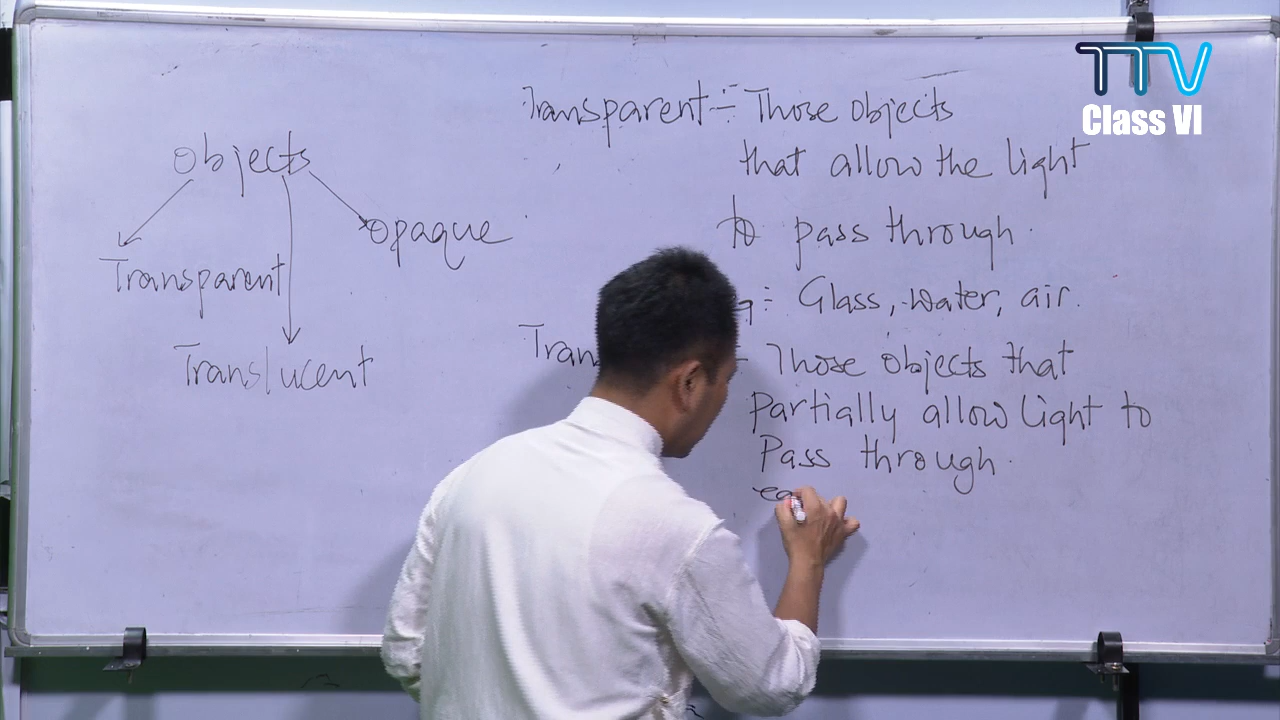 TTV
Class VI
Objects
Transparent
Translucent
Opaque
Transparent :- Those objects
that allow the light
to pass through.
: Glass, water, air.
Those objects that
partially allow light to
Pass through.